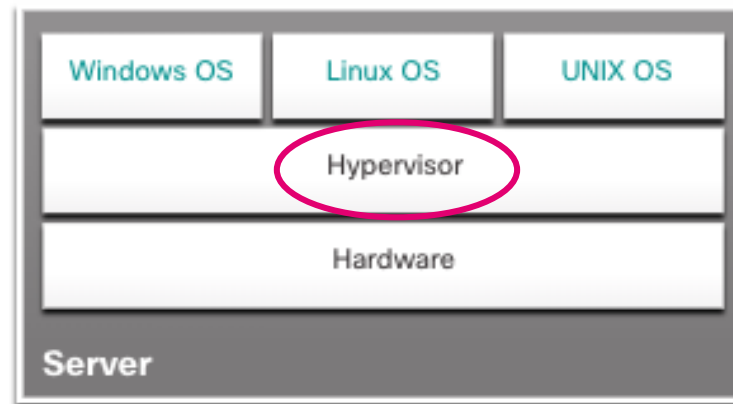 Windows OS Linux OS UNIX OS
Hypervisor
Hardware
Server